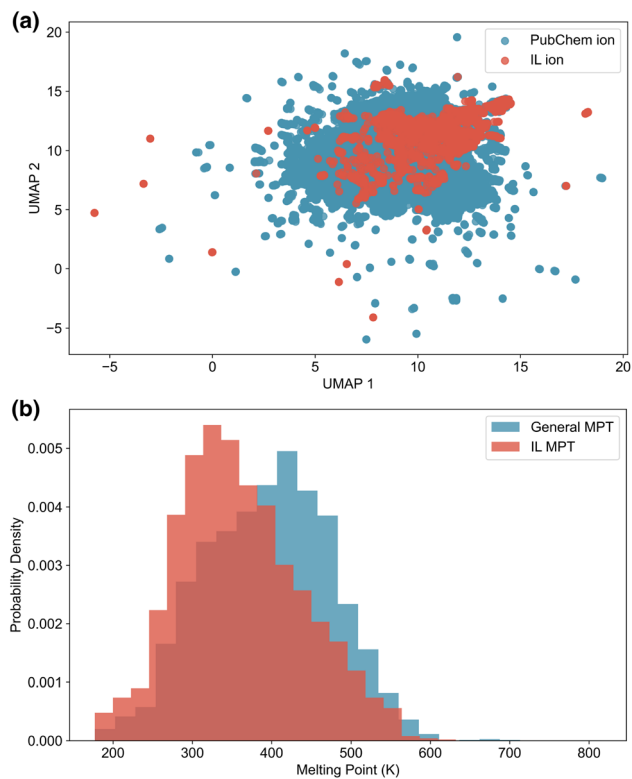 (a)
PubChem ion
IL ion
20
15
10
5
0
−5
UMAP 2
−5 0 5 10 15 20
UMAP 1
(b)
General MPT
IL MPT
0.005
0.004
0.003
0.002
0.001
0.000
Probability Density
200 300 400 500 600 700 800
Melting Point (K)